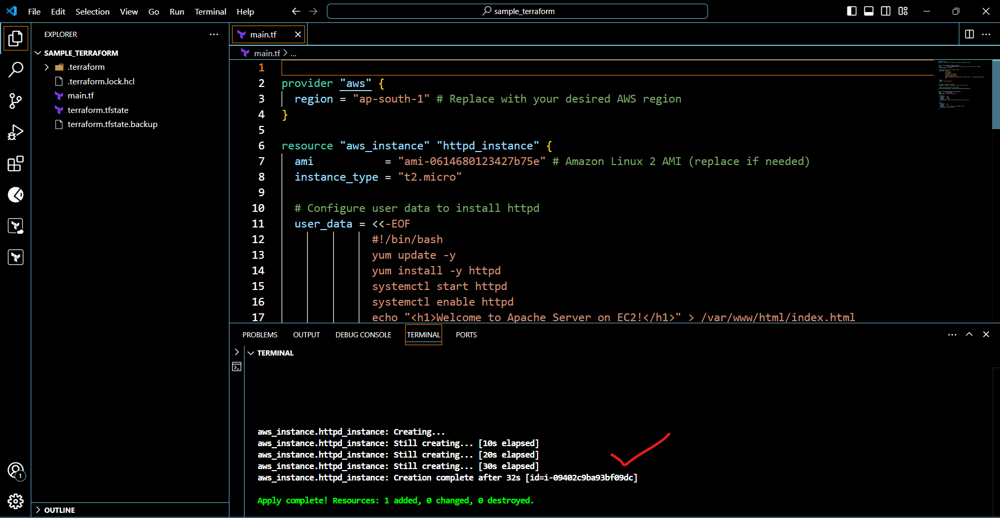 File Edit Selection View Go Run Terminal Help
sample_terraform
EXPLORER
SAMPLE_TERRAFORM
.terraform
.terraform.lock.hcl
main.tf
terraform.tfstate
terraform.tfstate.backup
OUTLINE
1
main.tf
main.tf > ...
1
2 provider "aws" {
3 region = "ap-south-1" # Replace with your desired AWS region
4 }
5
6 resource "aws_instance" "httpd_instance" {
7 ami = "ami-0614680123427b75e" # Amazon Linux 2 AMI (replace if needed)
8 instance_type = "t2.micro"
9
10 # Configure user data to install httpd
11 user_data = <<-EOF
12 #!/bin/bash
13 yum update -y
14 yum install -y httpd
15 systemctl start httpd
16 systemctl enable httpd
17 echo "<h1>Welcome to Apache Server on EC2!</h1>" > /var/www/html/index.html
PROBLEMS OUTPUT DEBUG CONSOLE TERMINAL PORTS
TERMINAL
aws_instance.httpd_instance: Creating...
aws_instance.httpd_instance: Still creating... [10s elapsed]
aws_instance.httpd_instance: Still creating... [20s elapsed]
aws_instance.httpd_instance: Still creating... [30s elapsed]
aws_instance.httpd_instance: Creation complete after 32s [id=i-09402c9ba93bf09dc]
Apply complete! Resources: 1 added, 0 changed, 0 destroyed.